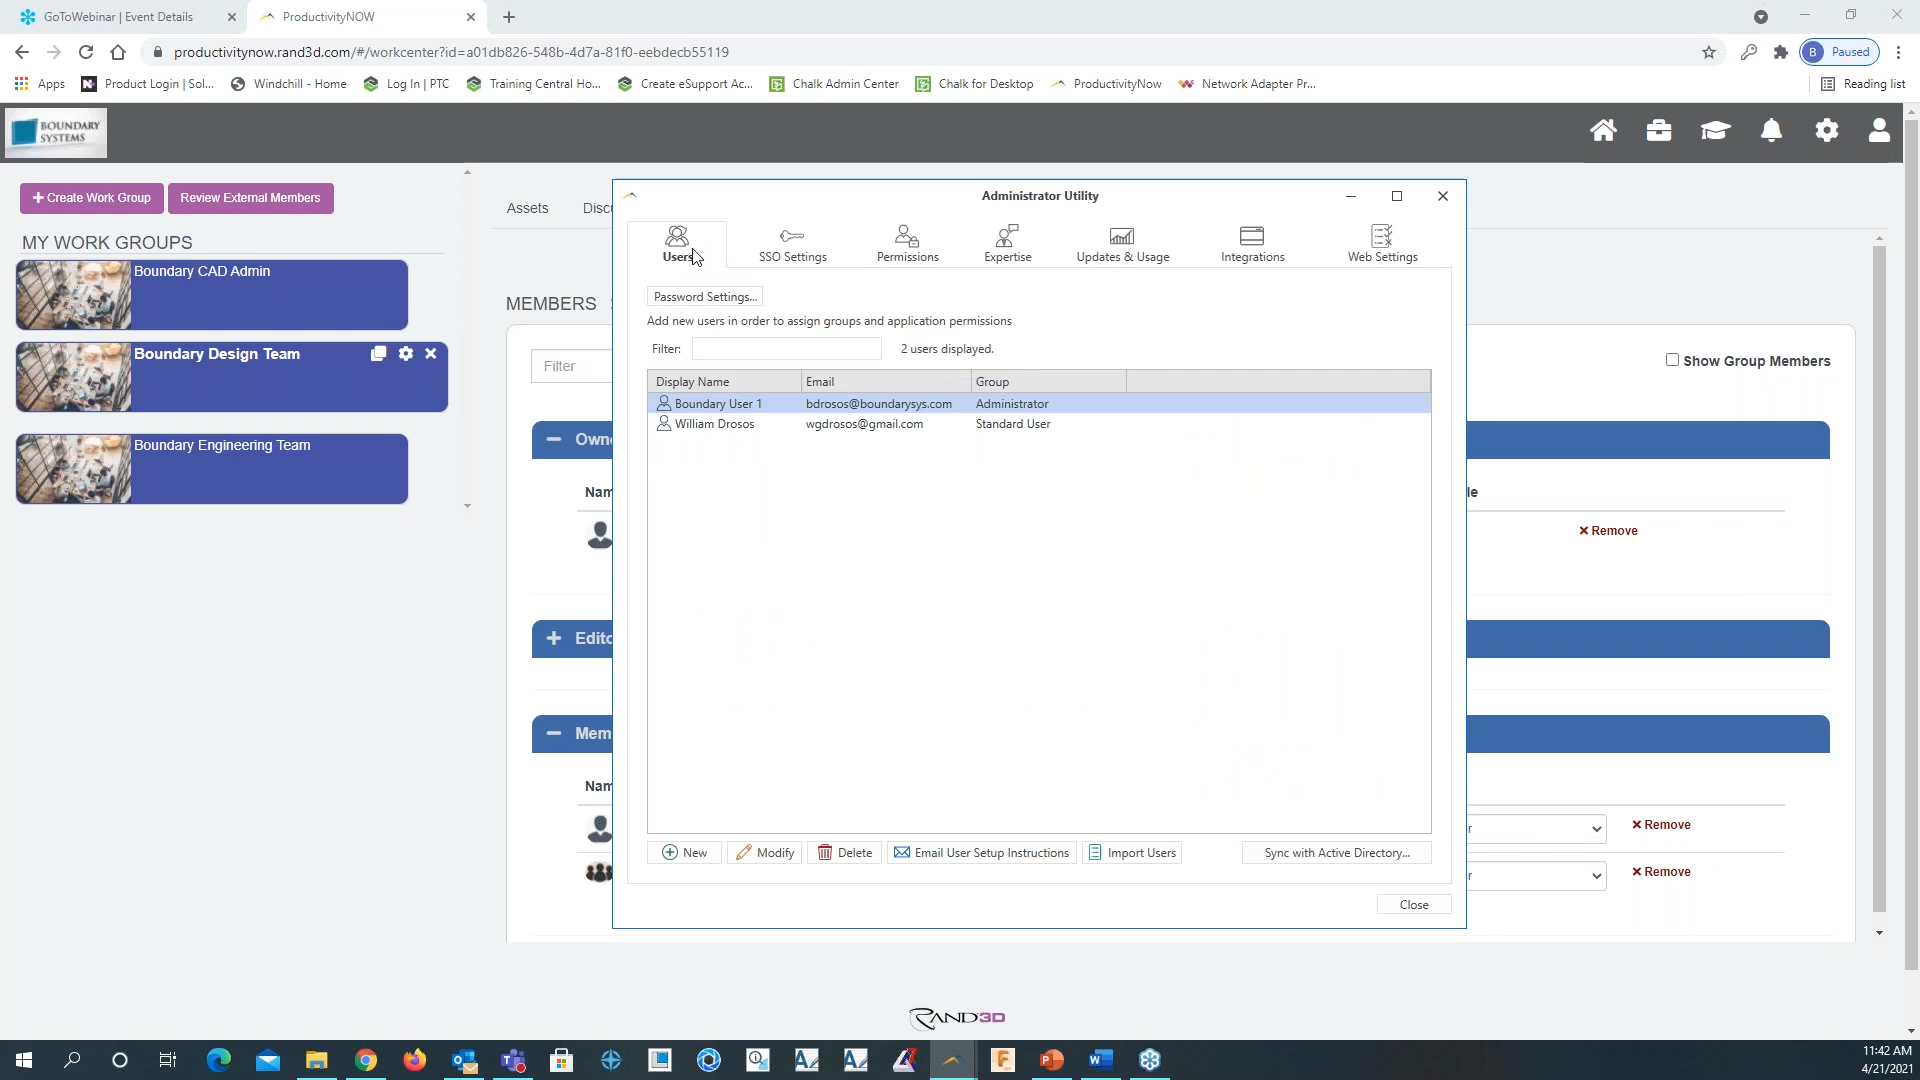 GoToWebinar | Event Details
ProductivityNOW
productivitynow.rand3d.com/#/workcenter?id=a01db826-548b-4d7a-81f0-eebdecb55119
B Paused
Apps
Product Login | Sol...
Windchill - Home
Log In | PTC
Training Central Ho...
Create eSupport Ac...
Chalk Admin Center
Chalk for Desktop
ProductivityNow
Network Adapter Pr...
Reading list
BOUNDARY
SYSTEMS
Create Work Group
Review External Members
MY WORK GROUPS
Boundary CAD Admin
Boundary Design Team
Boundary Engineering Team
Assets
MEMBERS
Filter
Show Group Members
Remove
Remove
Remove
Administrator Utility
Users
SSO Settings
Permissions
Expertise
Updates & Usage
Integrations
Web Settings
Password Settings...
Add new users in order to assign groups and application permissions
Filter:
2 users displayed.
Display Name Email Group
Boundary User 1 bdrosos@boundarysys.com Administrator
William Drosos wgdrosos@gmail.com Standard User
New
Modify
Delete
Email User Setup Instructions
Import Users
Sync with Active Directory...
Close
RAND3D
11:42 AM
4/21/2021